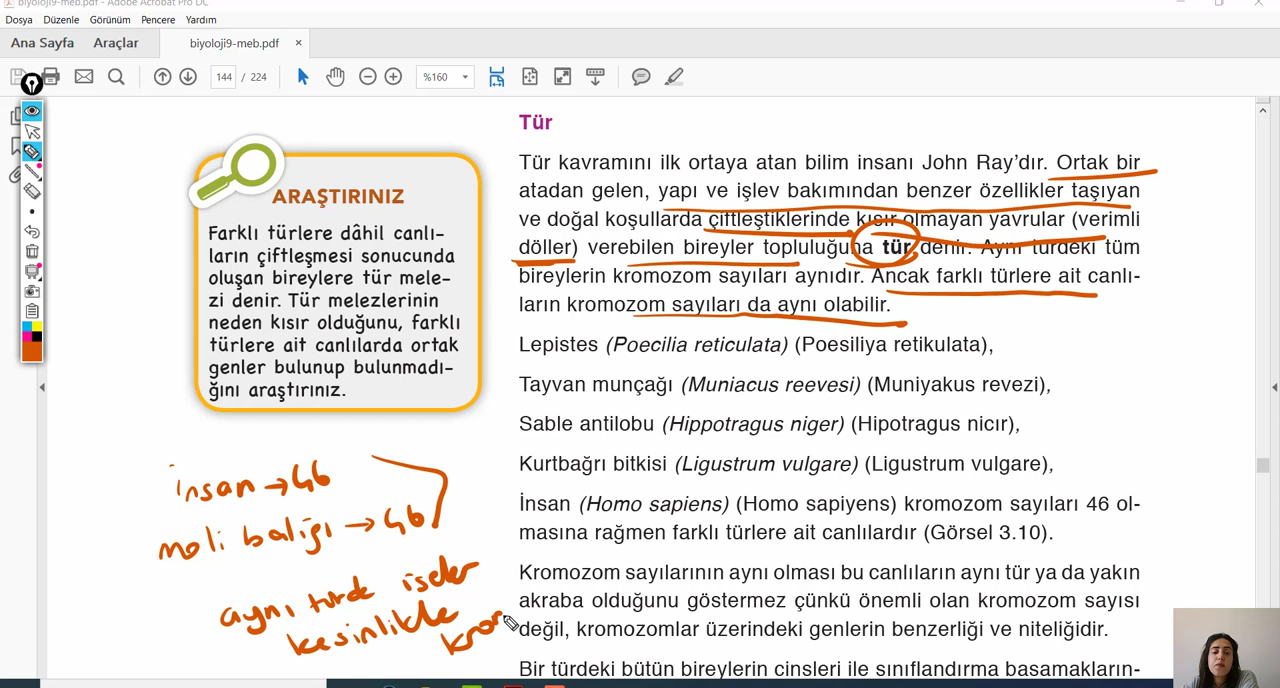 biyoloji9-meb.pdf - Adobe Acrobat Pro DC
Dosya Düzenle Görünüm Pencere Yardım
Ana Sayfa Araçlar biyoloji9-meb.pdf ×
144 / 224 %160
ARAŞTIRINIZ
Farklı türlere dâhil canlı-
ların çiftleşmesi sonucunda
oluşan bireylere tür mele-
zi denir. Tür melezlerinin
neden kısır olduğunu, farklı
türlere ait canlılarda ortak
genler bulunup bulunmadı-
ğını araştırınız.
insan → 46
moli balığı → 46
aynı türde iseler
kesinlikle
krom
Tür
Tür kavramını ilk ortaya atan bilim insanı John Ray’dır. Ortak bir
atadan gelen, yapı ve işlev bakımından benzer özellikler taşıyan
ve doğal koşullarda çiftleştiklerinde kısır olmayan yavrular (verimli
döller) verebilen bireyler topluluğuna tür denir. Aynı türdeki tüm
bireylerin kromozom sayıları aynıdır. Ancak farklı türlere ait canlı-
ların kromozom sayıları da aynı olabilir.
Lepistes (Poecilia reticulata) (Poesiliya retikulata),
Tayvan munçağı (Muniacus reevesi) (Muniyakus revezi),
Sable antilobu (Hippotragus niger) (Hipotragus nicır),
Kurtbağrı bitkisi (Ligustrum vulgare) (Ligustrum vulgare),
İnsan (Homo sapiens) (Homo sapiyens) kromozom sayıları 46 ol-
masına rağmen farklı türlere ait canlılardır (Görsel 3.10).
Kromozom sayılarının aynı olması bu canlıların aynı tür ya da yakın
akraba olduğunu göstermez çünkü önemli olan kromozom sayısı
değil, kromozomlar üzerindeki genlerin benzerliği ve niteliğidir.
Bir türdeki bütün bireylerin cinsleri ile sınıflandırma basamakların-